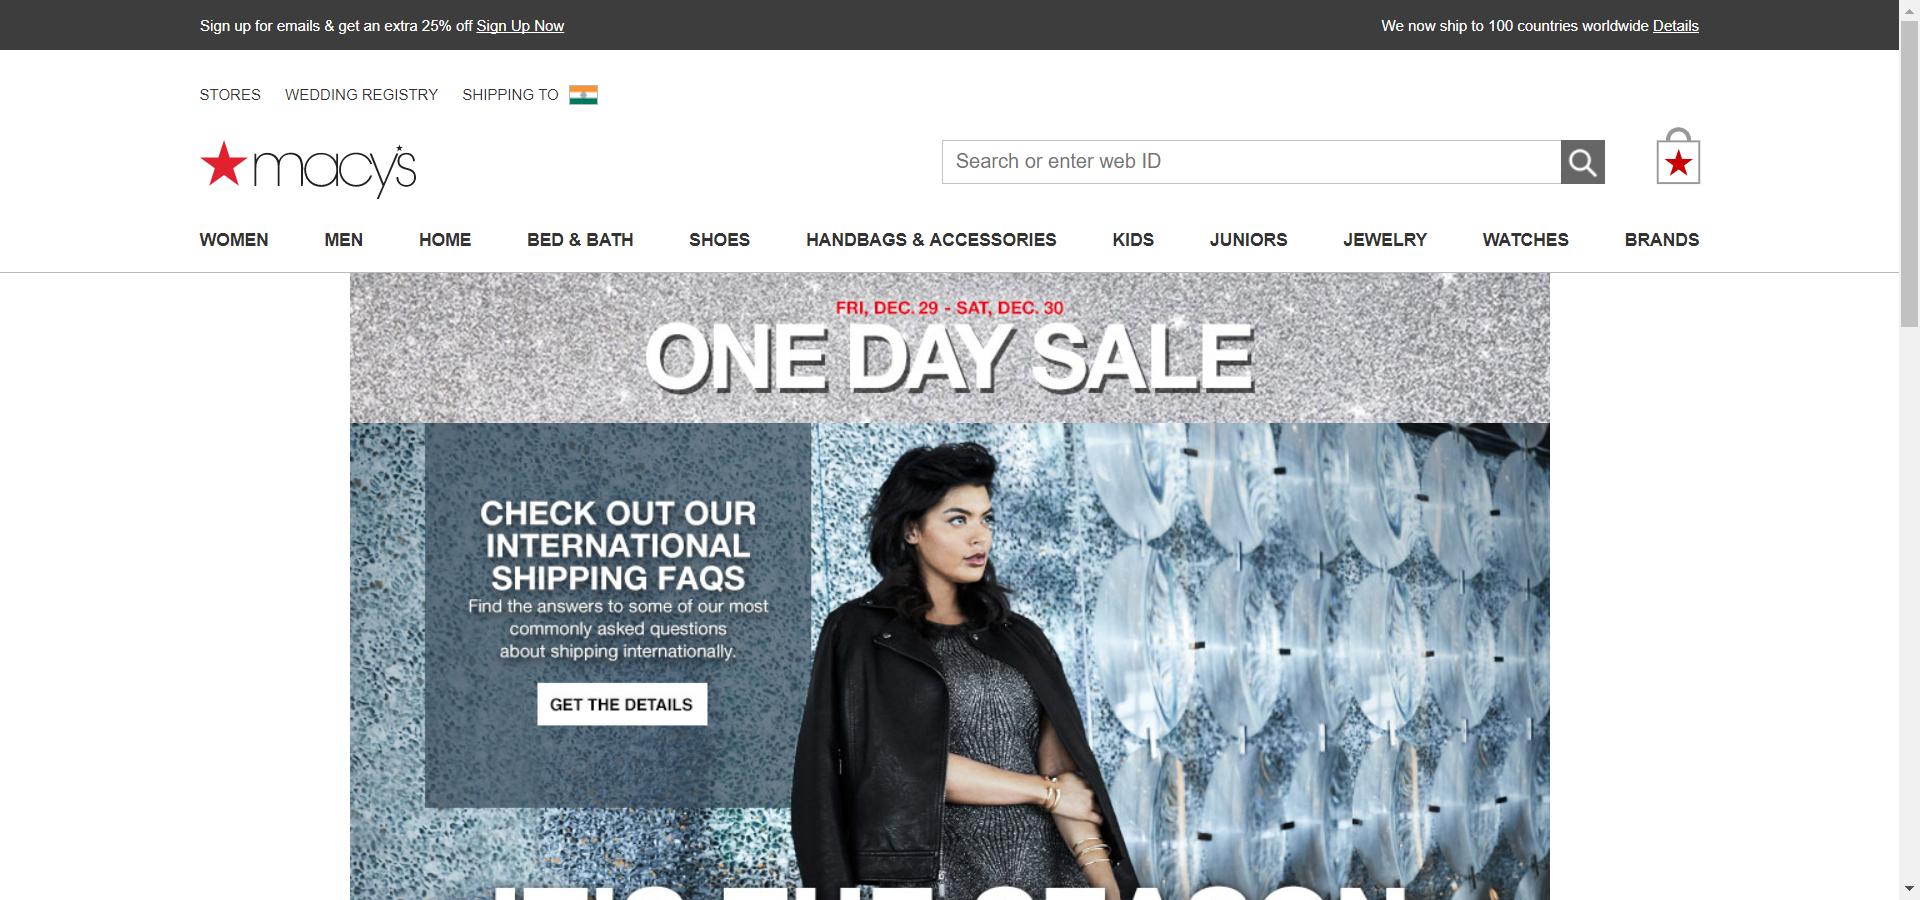 Sign up for emails & get an extra 25% off Sign Up Now
We now ship to 100 countries worldwide Details
STORES WEDDING REGISTRY SHIPPING TO
macy's
Search or enter web ID
WOMEN MEN HOME BED & BATH SHOES HANDBAGS & ACCESSORIES KIDS JUNIORS JEWELRY WATCHES BRANDS
FRI, DEC. 29 - SAT, DEC. 30
ONE DAY SALE
CHECK OUT OUR
INTERNATIONAL
SHIPPING FAQS
Find the answers to some of our most
commonly asked questions
about shipping internationally.
GET THE DETAILS